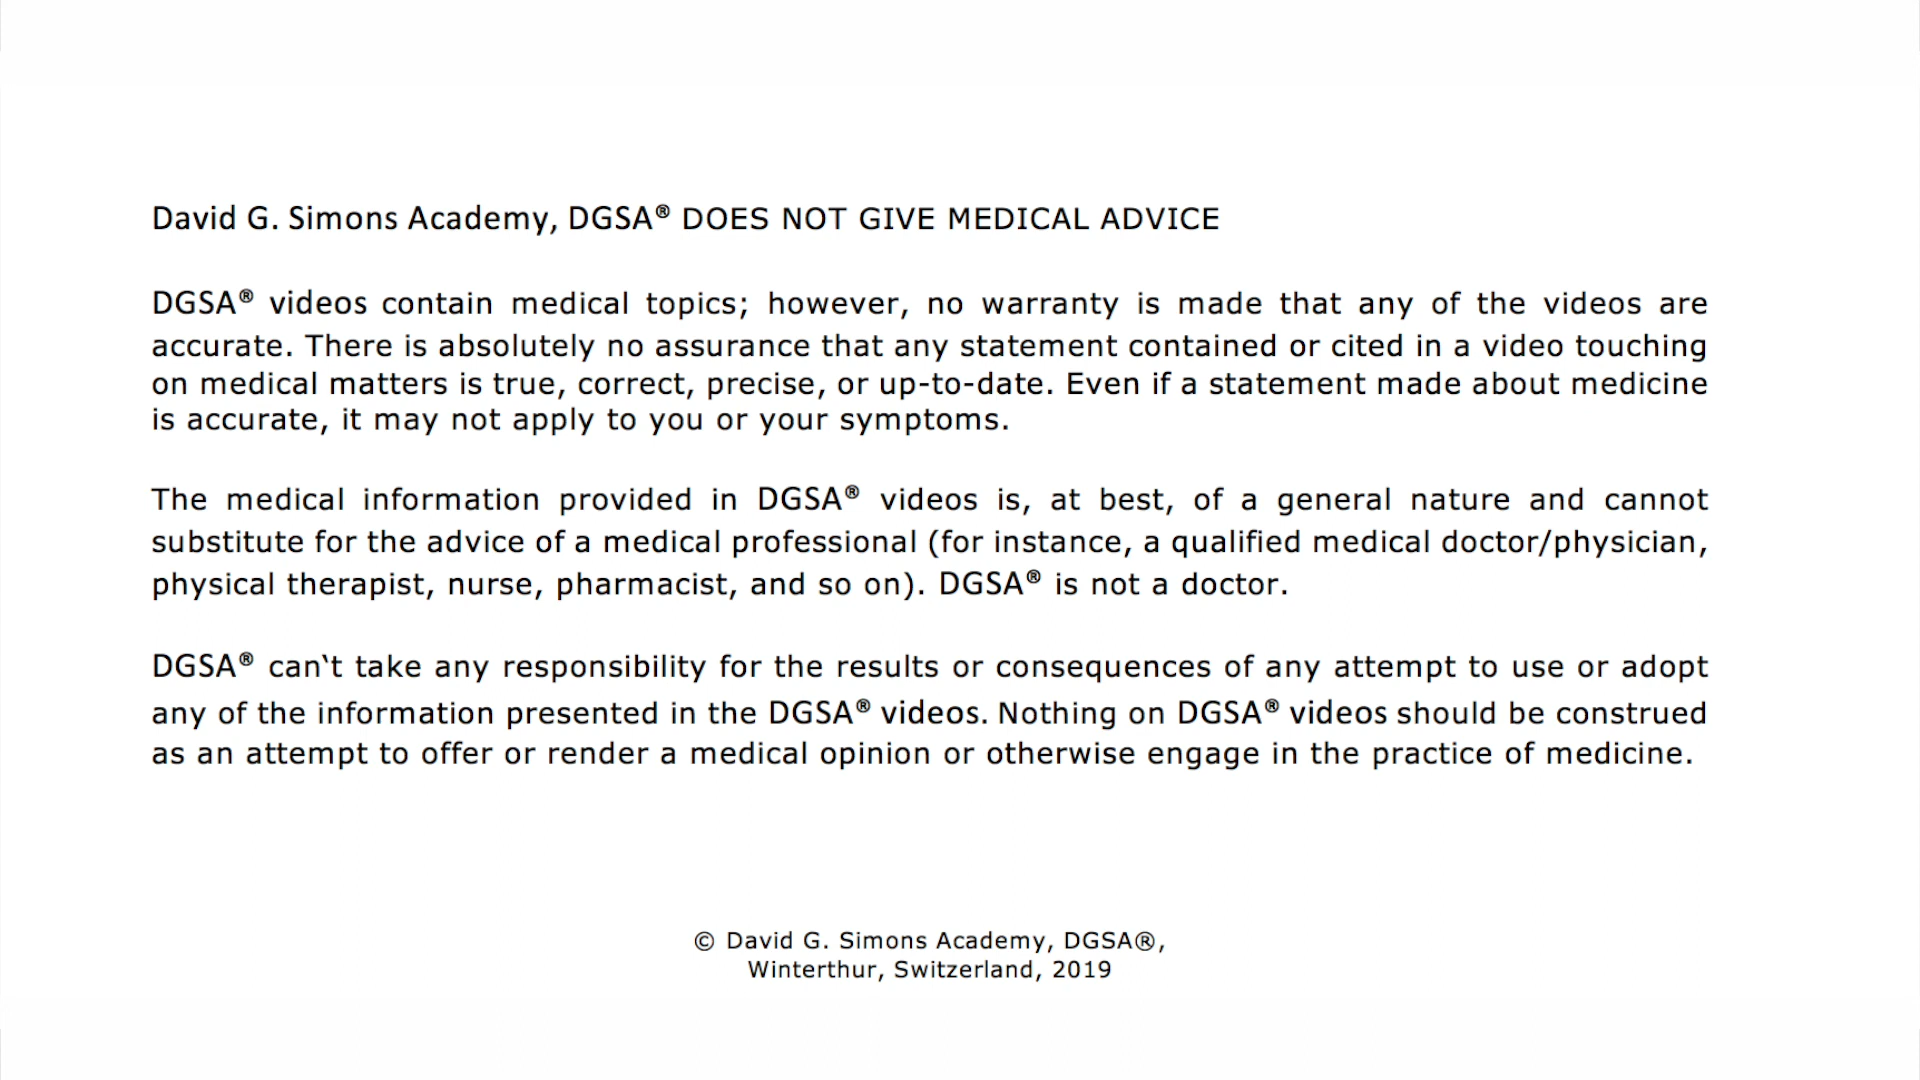 David G. Simons Academy, DGSA® DOES NOT GIVE MEDICAL ADVICE
DGSA® videos contain medical topics; however, no warranty is made that any of the videos are
accurate. There is absolutely no assurance that any statement contained or cited in a video touching
on medical matters is true, correct, precise, or up-to-date. Even if a statement made about medicine
is accurate, it may not apply to you or your symptoms.
The medical information provided in DGSA® videos is, at best, of a general nature and cannot
substitute for the advice of a medical professional (for instance, a qualified medical doctor/physician,
physical therapist, nurse, pharmacist, and so on). DGSA® is not a doctor.
DGSA® can‛t take any responsibility for the results or consequences of any attempt to use or adopt
any of the information presented in the DGSA® videos. Nothing on DGSA® videos should be construed
as an attempt to offer or render a medical opinion or otherwise engage in the practice of medicine.
© David G. Simons Academy, DGSA®,
Winterthur, Switzerland, 2019